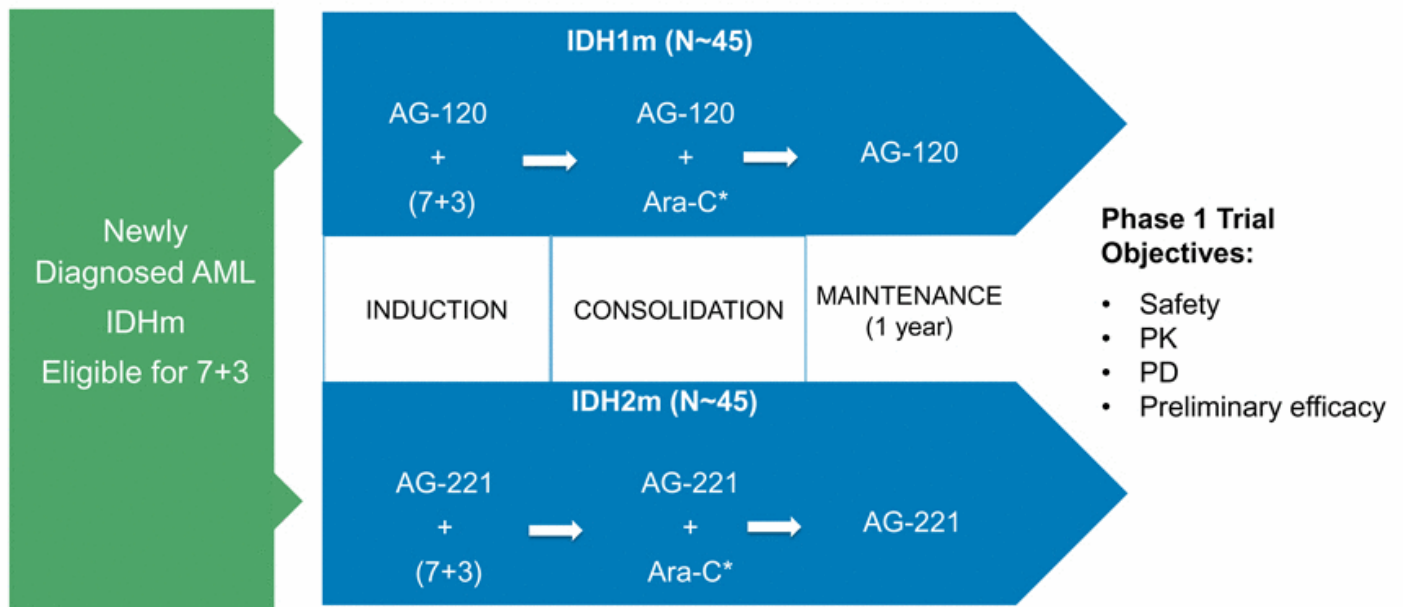 Newly
Diagnosed AML
IDHm
Eligible for 7+3
IDH1m (N~45)
AG-120
+
(7+3)
AG-120
+
Ara-C*
AG-120
INDUCTION
CONSOLIDATION
MAINTENANCE
(1 year)
IDH2m (N~45)
AG-221
+
(7+3)
AG-221
+
Ara-C*
AG-221
Phase 1 Trial
Objectives:
• Safety
• PK
• PD
• Preliminary efficacy